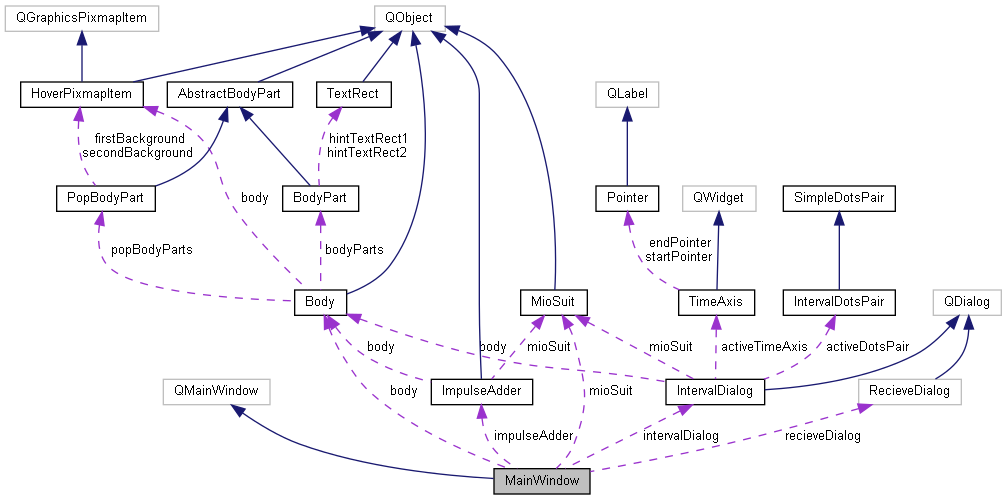 QGraphicsPixmapItem
QObject
HoverPixmapItem
AbstractBodyPart
TextRect
QLabel
firstBackground
secondBackground
hintTextRect1
hintTextRect2
PopBodyPart
body
BodyPart
Pointer
QWidget
SimpleDotsPair
popBodyParts
bodyParts
endPointer
startPointer
Body
MioSuit
TimeAxis
IntervalDotsPair
QDialog
body
mioSuit
body
mioSuit
activeTimeAxis
activeDotsPair
QMainWindow
body
ImpulseAdder
mioSuit
IntervalDialog
RecieveDialog
impulseAdder
intervalDialog
recieveDialog
MainWindow